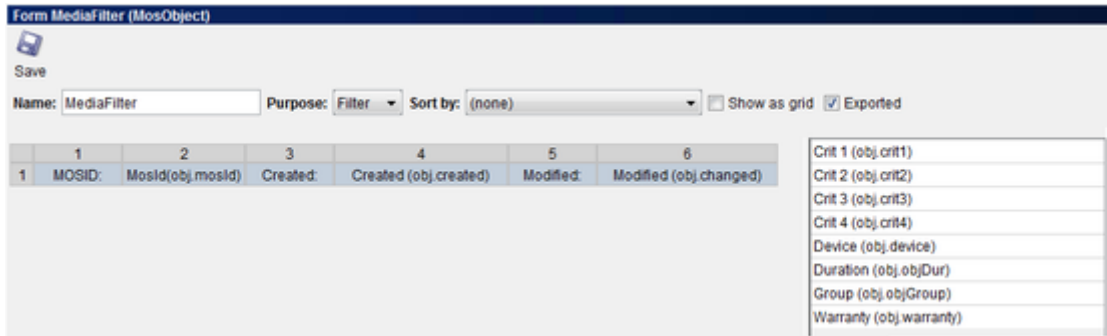 Form MediaFilter (MosObject)
Save
Name: MediaFilter Purpose: Filter Sort by: (none) Show as grid Exported
1 2 3 4 5 6
1 MOSID: MosId(obj.mosId) Created: Created (obj.created) Modified: Modified (obj.changed)
Crit 1 (obj.crit1)
Crit 2 (obj.crit2)
Crit 3 (obj.crit3)
Crit 4 (obj.crit4)
Device (obj.device)
Duration (obj.objDur)
Group (obj.objGroup)
Warranty (obj.warranty)